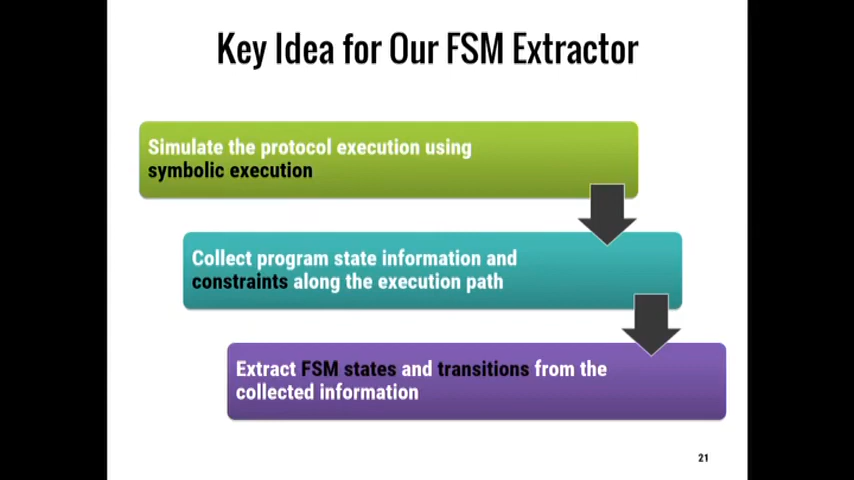 Key Idea for Our FSM Extractor
Simulate the protocol execution using
symbolic execution
Collect program state information and
constraints along the execution path
Extract FSM states and transitions from the
collected information
21